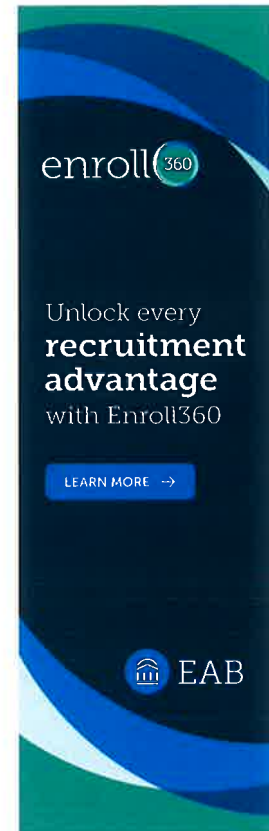 enroll360
Unlock every
recruitment
advantage
with Enroll360
LEARN MORE →
EAB